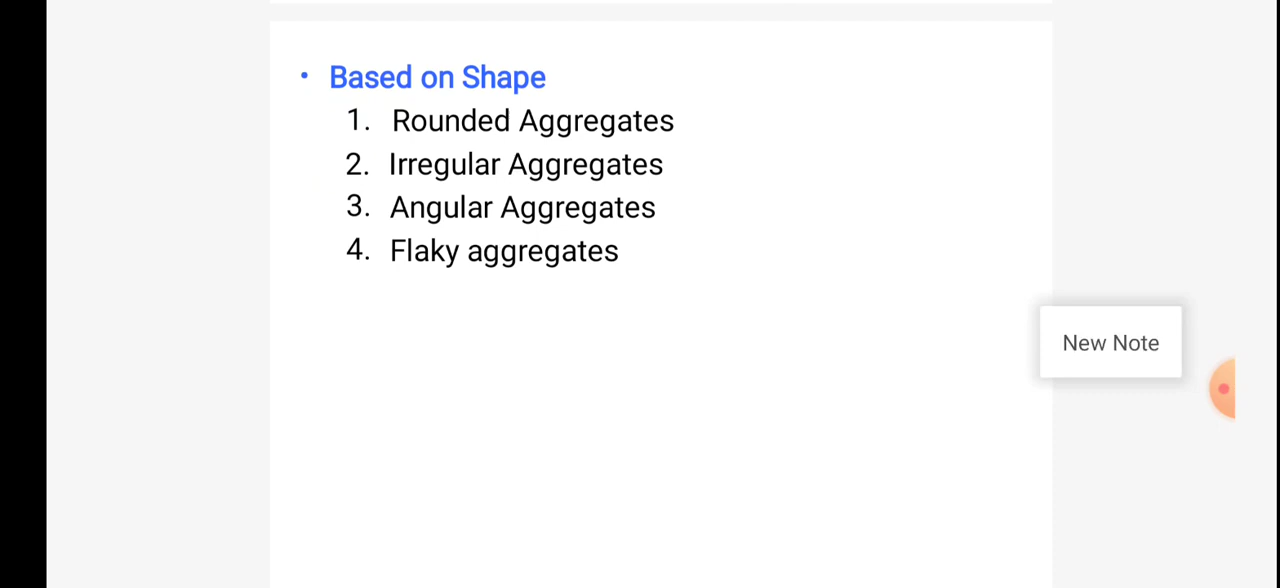 • Based on Shape
1. Rounded Aggregates
2. Irregular Aggregates
3. Angular Aggregates
4. Flaky aggregates
New Note